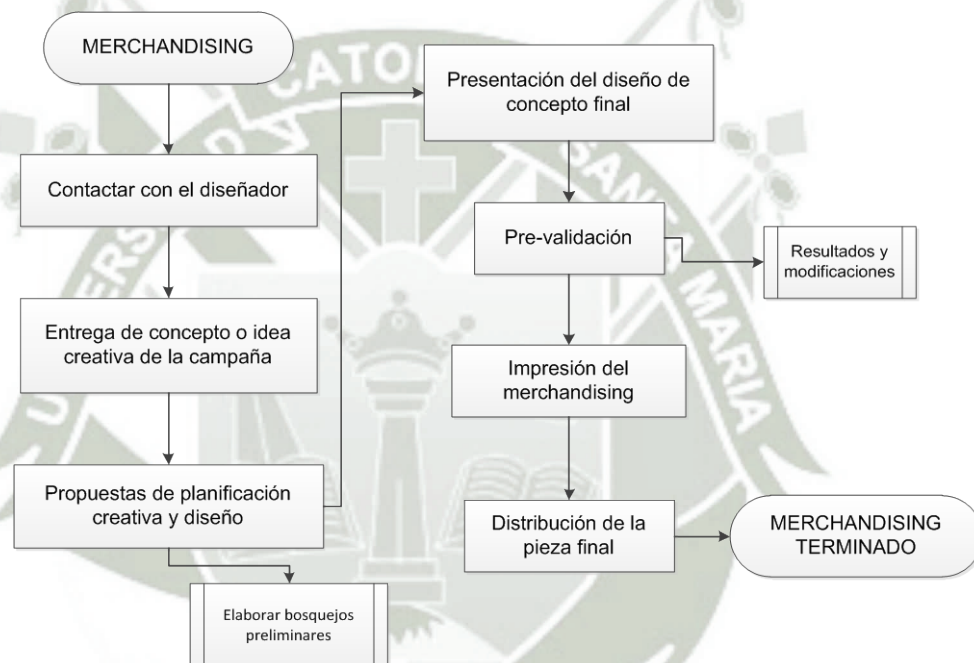 MERCHANDISING
Contactar con el diseñador
Entrega de concepto o idea
creativa de la campaña
Propuestas de planificación
creativa y diseño
Elaborar bosquejos
preliminares
Presentación del diseño de
concepto final
Pre-validación
Resultados y
modificaciones
Impresión del
merchandising
Distribución de la
pieza final
MERCHANDISING
TERMINADO
SANTA MARIA